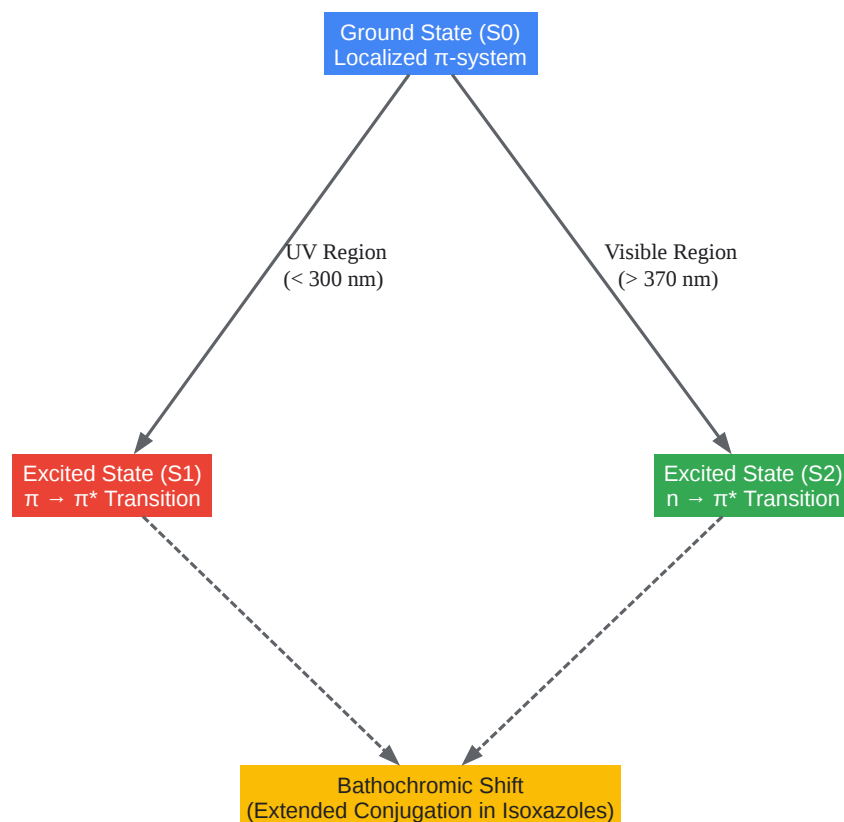 Ground State (S0)
Localized π-system
UV Region
(< 300 nm)
Visible Region
(> 370 nm)
Excited State (S1)
π → π* Transition
Excited State (S2)
n → π* Transition
Bathochromic Shift
(Extended Conjugation in Isoxazoles)